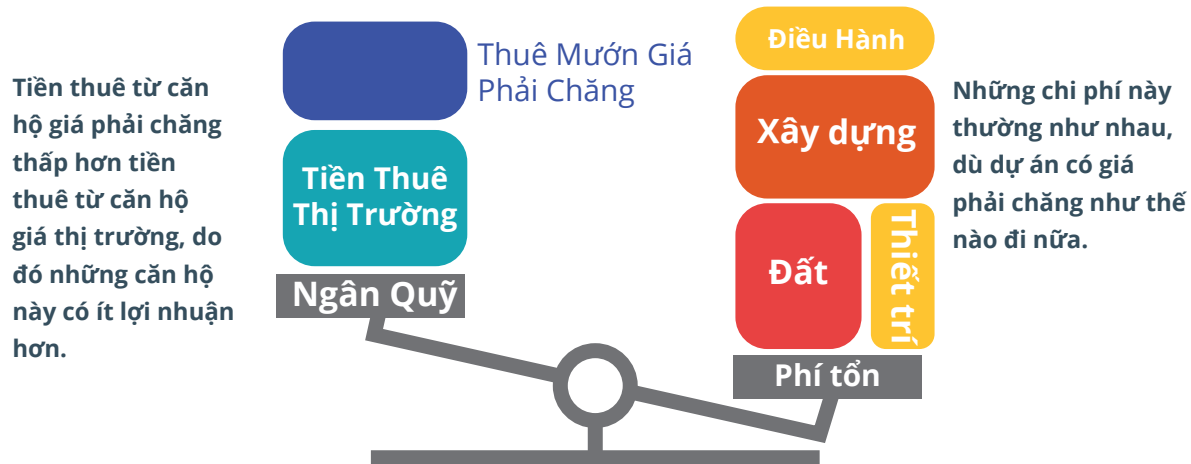 Tiền thuê từ căn
hộ giá phải chăng
thấp hơn tiền
thuê từ căn hộ
giá thị trường, do
đó những căn hộ
này có ít lợi nhuận
hơn.
Thuê Mướn Giá
Phải Chăng
Tiền Thuê
Thị Trường
Ngân Quỹ
Điều Hành
Xây dựng
Đất
Thiết trí
Phí tổn
Những chi phí này
thường như nhau,
dù dự án có giá
phải chăng như thế
nào đi nữa.